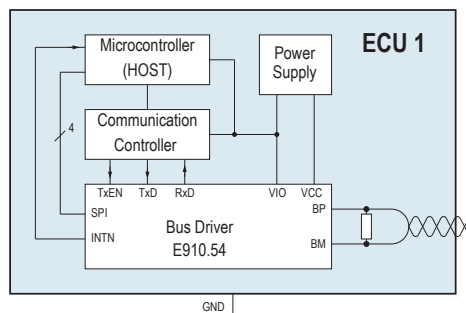 ECU 1
Microcontroller
(HOST)
Power
Supply
4
Communication
Controller
TxEN TxD RxD VIO VCC
SPI
BP
Bus Driver
E910.54
INTN
BM
GND